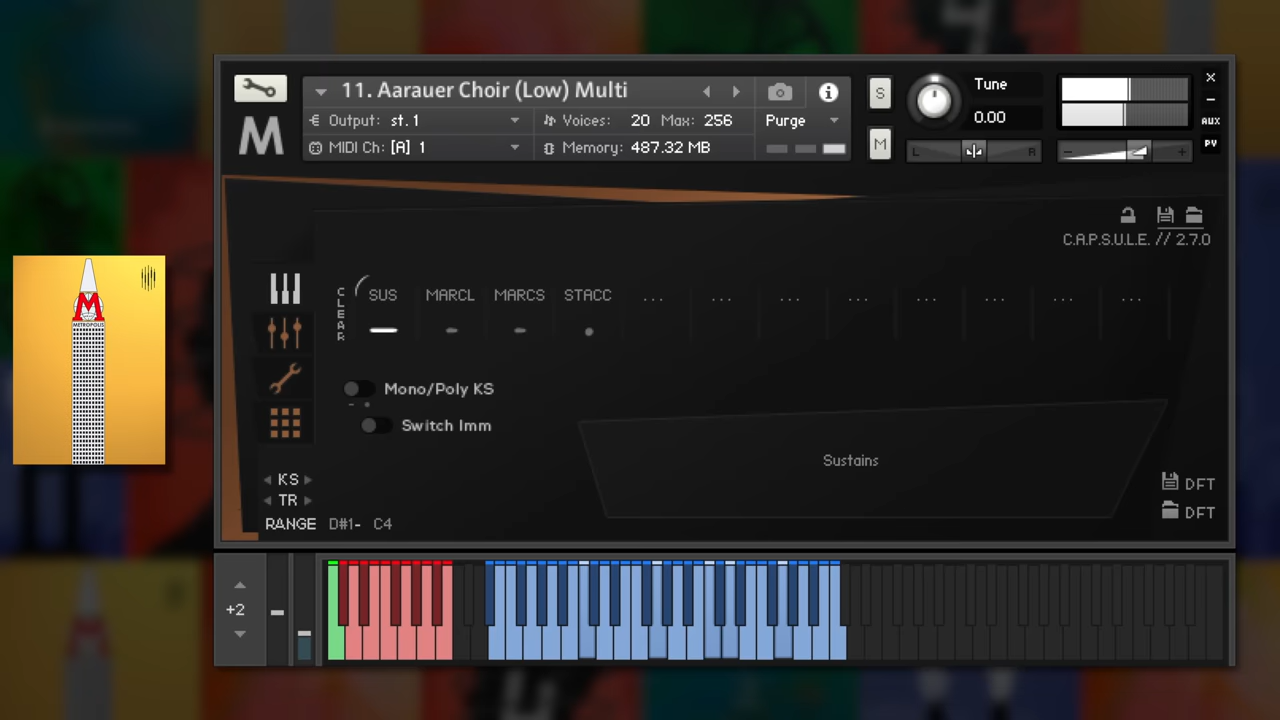 11. Aarauer Choir (Low) Multi
Output: st.1
Voices: 20 Max: 256
Purge
MIDI Ch: [A] 1
Memory: 487.32 MB
S
M
Tune
0.00
L
R
AUX
PV
M
C.A.P.S.U.L.E. // 2.7.0
CLEAR
SUS
MARCL
MARCS
STACC
...
...
...
...
...
...
...
...
Mono/Poly KS
Switch Imm
Sustains
KS
TR
RANGE D#1- C4
DFT
DFT
+2
M
METROPOLIS